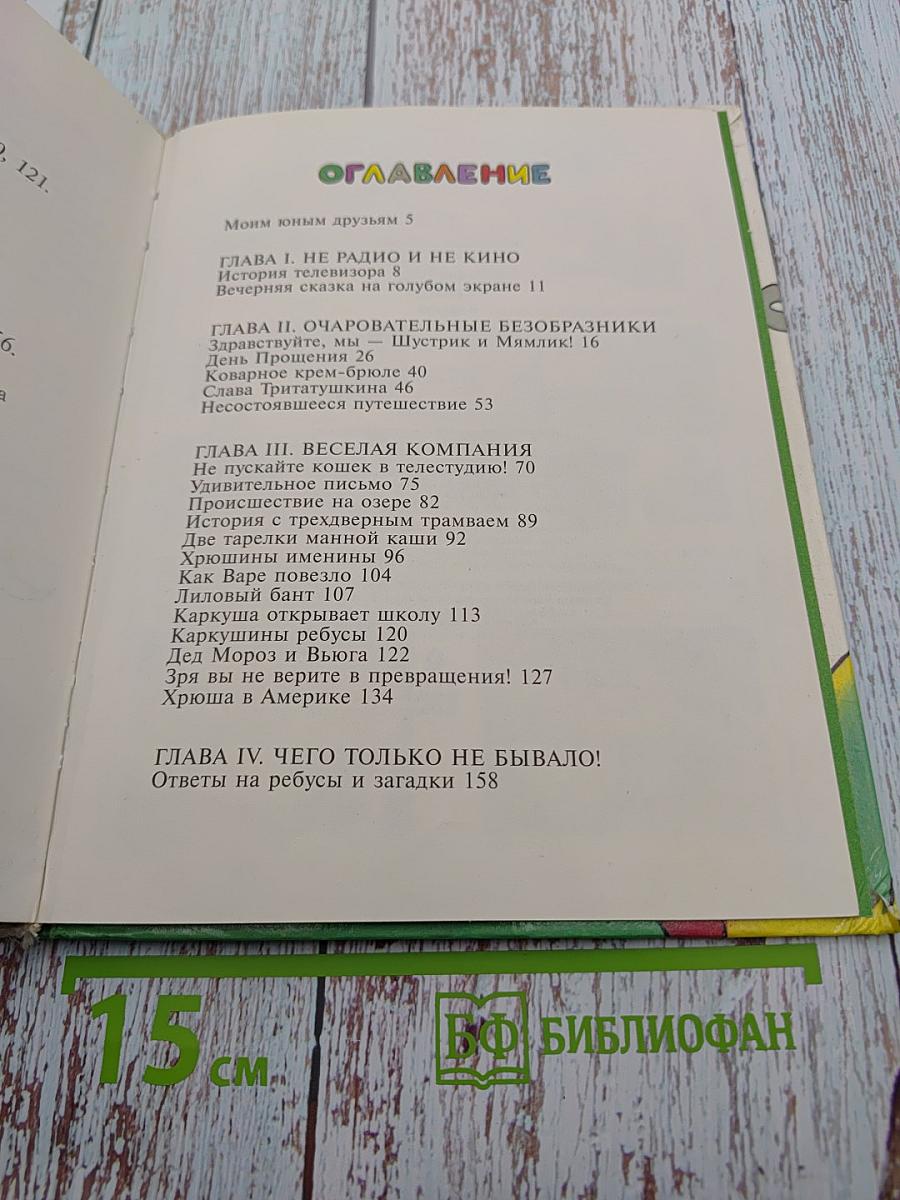 0, 121.
6.
а
ОГЛАВЛЕНИЕ
Моим юным друзьям 5
ГЛАВА I. НЕ РАДИО И НЕ КИНО
История телевизора 8
Вечерняя сказка на голубом экране 11
ГЛАВА II. ОЧАРОВАТЕЛЬНЫЕ БЕЗОБРАЗНИКИ
Здравствуйте, мы — Шустрик и Мямлик! 16
День Прощения 26
Коварное крем-брюле 40
Слава Тритатушкина 46
Несостоявшееся путешествие 53
ГЛАВА III. ВЕСЕЛАЯ КОМПАНИЯ
Не пускайте кошек в телестудию! 70
Удивительное письмо 75
Происшествие на озере 82
История с трехдверным трамваем 89
Две тарелки манной каши 92
Хрюшины именины 96
Как Варе повезло 104
Лиловый бант 107
Каркуша открывает школу 113
Каркушины ребусы 120
Дед Мороз и Вьюга 122
Зря вы не верите в превращения! 127
Хрюша в Америке 134
ГЛАВА IV. ЧЕГО ТОЛЬКО НЕ БЫВАЛО!
Ответы на ребусы и загадки 158
15 см
БФ БИБЛИОФАН